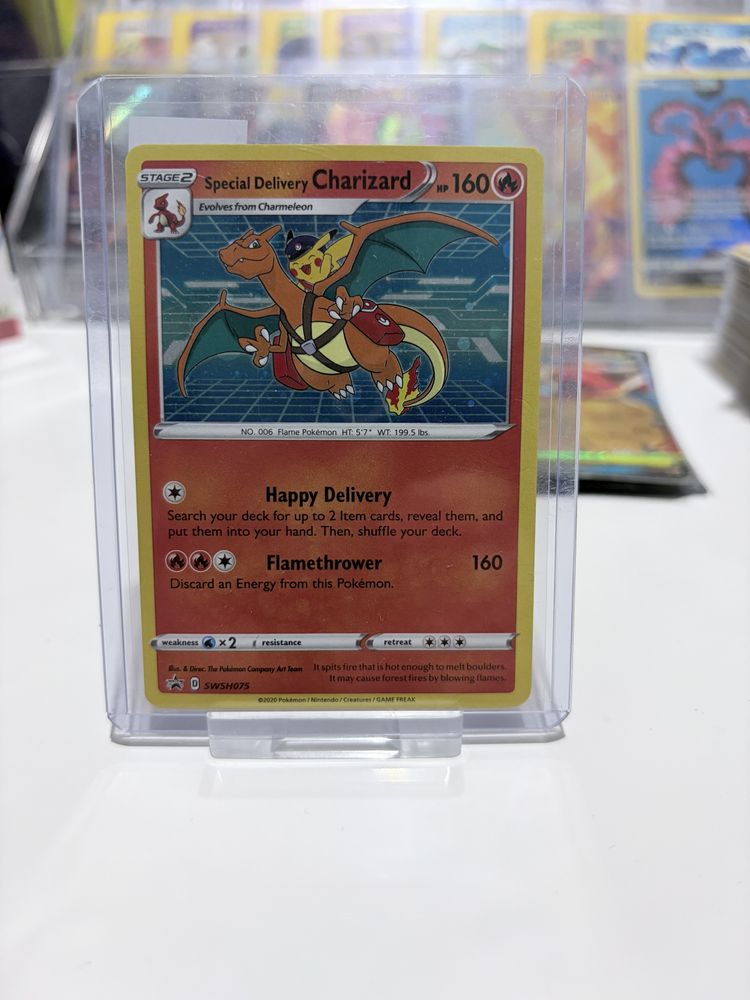 STAGE 2
Special Delivery Charizard HP 160
Evolves from Charmeleon
NO. 006 Flame Pokémon HT: 5'7" WT: 199.5 lbs.
Happy Delivery
Search your deck for up to 2 Item cards, reveal them, and
put them into your hand. Then, shuffle your deck.
Flamethrower 160
Discard an Energy from this Pokémon.
weakness ×2 resistance retreat
Illus. & Direc. The Pokémon Company Art Team
It spits fire that is hot enough to melt boulders.
It may cause forest fires by blowing flames.
D SWSH075
©2020 Pokémon / Nintendo / Creatures / GAME FREAK